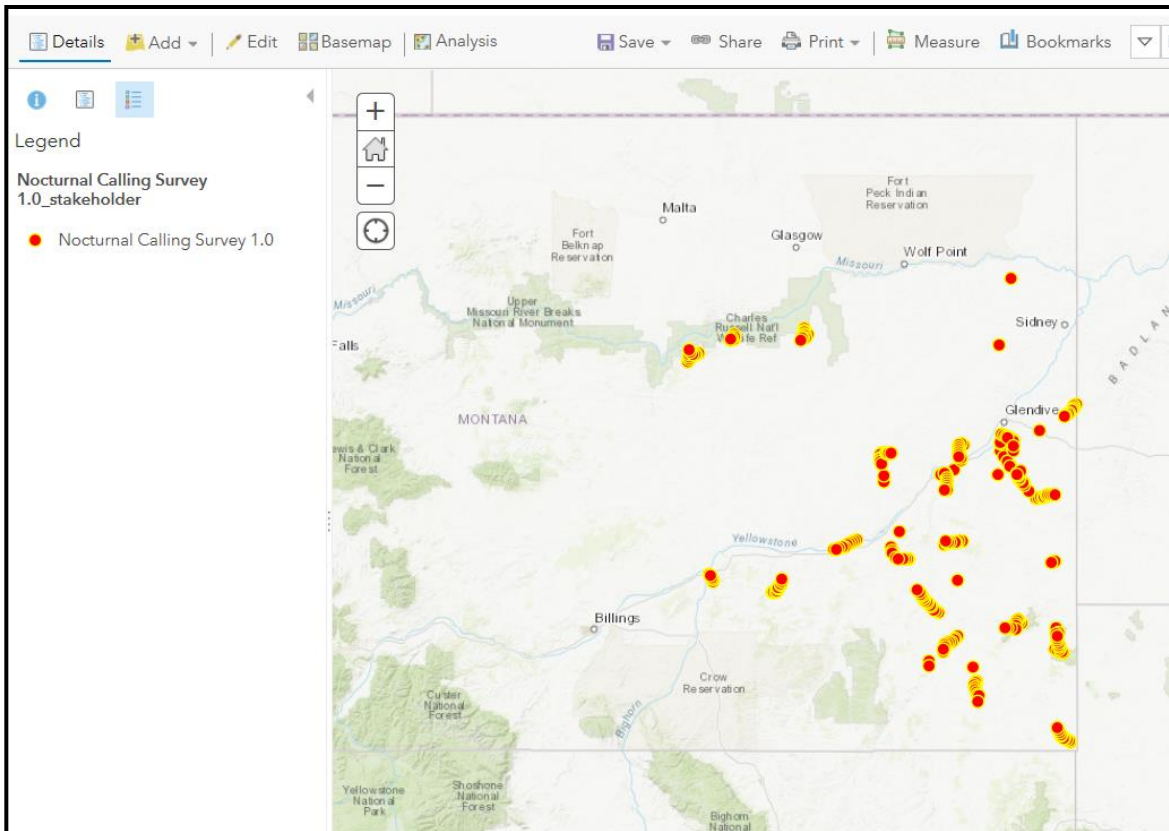 Details Add Edit Basemap Analysis Save Share Print Measure Bookmarks
Legend
Nocturnal Calling Survey
1.0_stakeholder
Nocturnal Calling Survey 1.0
Malta
Fort
Peck Indian
Reservation
Glasgow
Fort
Belknap
Reservation
Wolf Point
Missouri
Missouri
Upper
Missouri River Breaks
National Monument
Charles
Russell Nat'l
Wildlife Ref
Sidney
Falls
BADLAN
MONTANA
Glendive
ewis & Clark
National
Forest
Yellowstone
Billings
Crow
Reservation
Custer
National
Forest
Bighorn
Yellowstone
National
Park
Shoshone
National
Forest
Bighorn
National